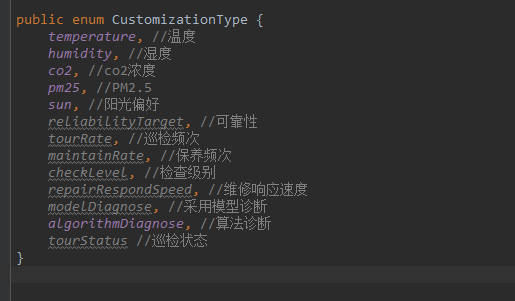 public enum CustomizationType {
temperature, //温度
humidity, //湿度
co2, //co2浓度
pm25, //PM2.5
sun, //阳光偏好
reliabilityTarget, //可靠性
tourRate, //巡检频次
maintainRate, //保养频次
checkLevel, //检查级别
repairRespondSpeed, //维修响应速度
modelDiagnose, //采用模型诊断
algorithmDiagnose, //算法诊断
tourStatus //巡检状态
}